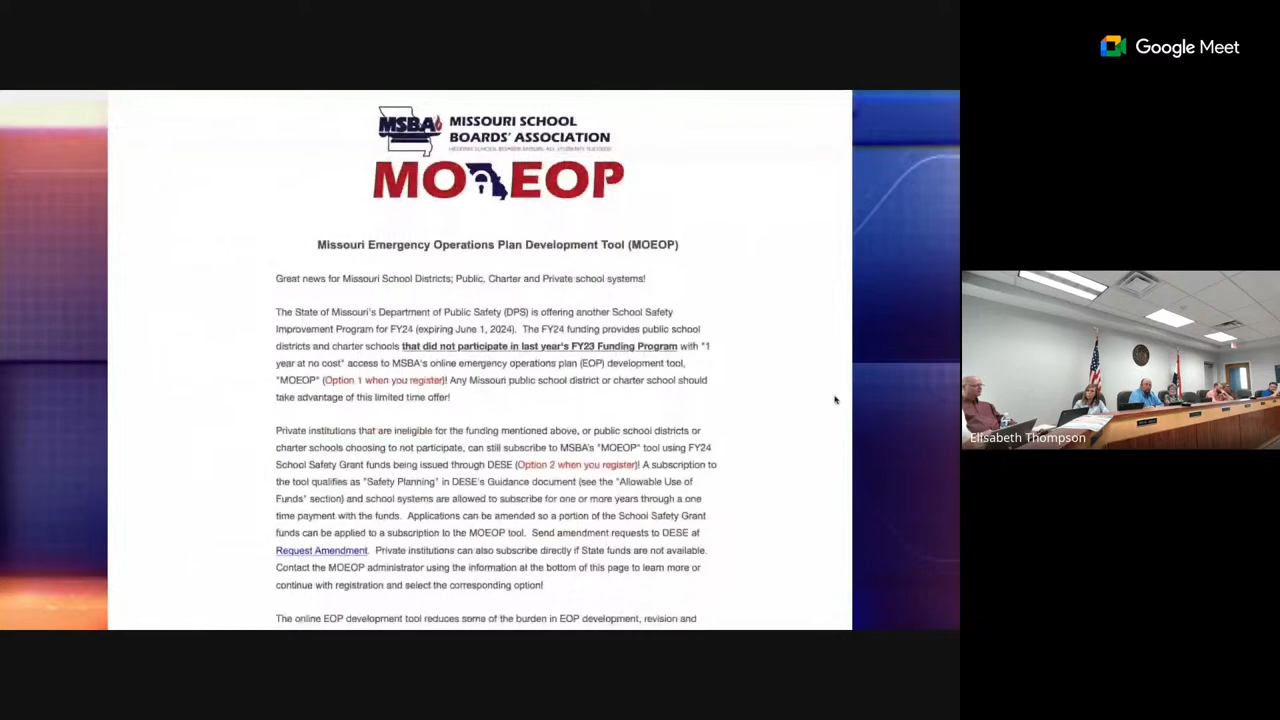 Google Meet
MSBA
MISSOURI SCHOOL
BOARDS' ASSOCIATION
HELPING SCHOOL BOARDS ENSURE ALL STUDENTS SUCCEED
MO EOP
Missouri Emergency Operations Plan Development Tool (MOEOP)
Great news for Missouri School Districts; Public, Charter and Private school systems!
The State of Missouri's Department of Public Safety (DPS) is offering another School Safety
Improvement Program for FY24 (expiring June 1, 2024). The FY24 funding provides public school
districts and charter schools that did not participate in last year's FY23 Funding Program with "1
year at no cost" access to MSBA's online emergency operations plan (EOP) development tool,
"MOEOP" (Option 1 when you register)! Any Missouri public school district or charter school should
take advantage of this limited time offer!
Private institutions that are ineligible for the funding mentioned above, or public school districts or
charter schools choosing to not participate, can still subscribe to MSBA's "MOEOP" tool using FY24
School Safety Grant funds being issued through DESE (Option 2 when you register)! A subscription to
the tool qualifies as "Safety Planning" in DESE's Guidance document (see the "Allowable Use of
Funds" section) and school systems are allowed to subscribe for one or more years through a one
time payment with the funds. Applications can be amended so a portion of the School Safety Grant
funds can be applied to a subscription to the MOEOP tool. Send amendment requests to DESE at
Request Amendment. Private institutions can also subscribe directly if State funds are not available.
Contact the MOEOP administrator using the information at the bottom of this page to learn more or
continue with registration and select the corresponding option!
The online EOP development tool reduces some of the burden in EOP development, revision and
Elisabeth Thompson